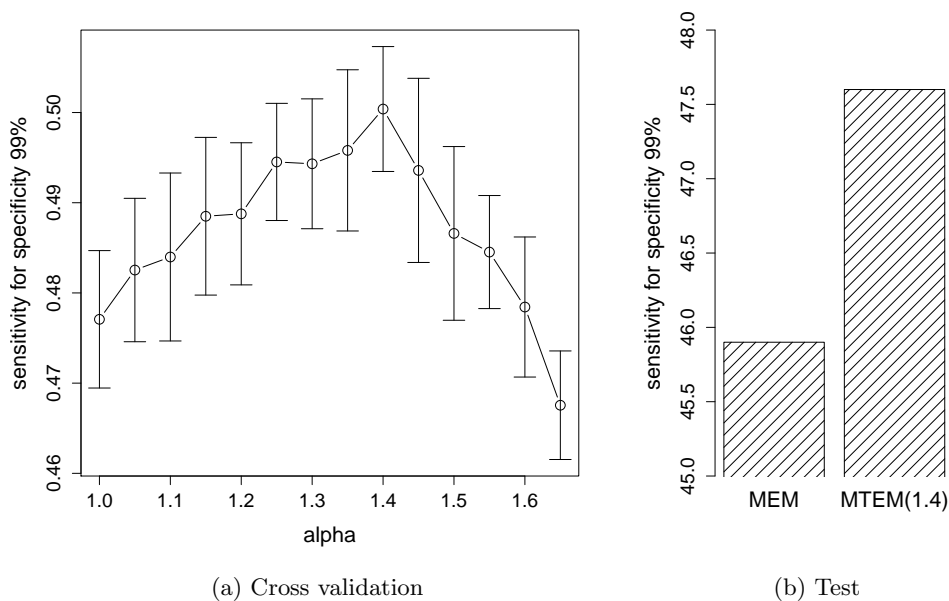 sensitivity for specificity 99%
0.50
0.49
0.48
0.47
0.46
1.0 1.1 1.2 1.3 1.4 1.5 1.6
alpha
(a) Cross validation
sensitivity for specificity 99%
48.0
47.5
47.0
46.5
46.0
45.5
45.0
MEM MTEM(1.4)
(b) Test